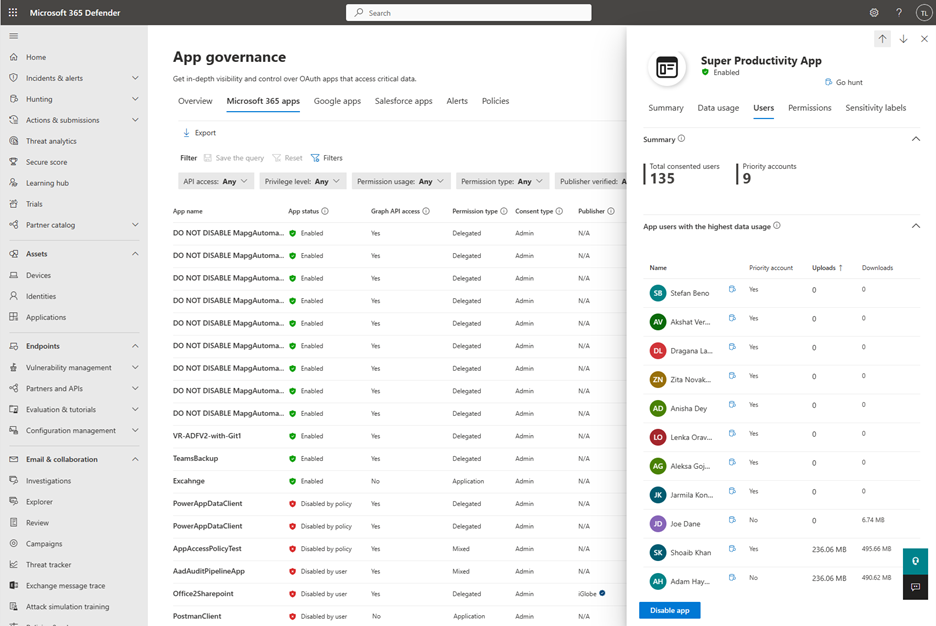 Microsoft 365 Defender
Search
TL
Home
Incidents & alerts
Hunting
Actions & submissions
Threat analytics
Secure score
Learning hub
Trials
Partner catalog
Assets
Devices
Identities
Applications
Endpoints
Vulnerability management
Partners and APIs
Evaluation & tutorials
Configuration management
Email & collaboration
Investigations
Explorer
Review
Campaigns
Threat tracker
Exchange message trace
Attack simulation training
App governance
Get in-depth visibility and control over OAuth apps that access critical data.
Overview Microsoft 365 apps Google apps Salesforce apps Alerts Policies
Export
Filter Save the query Reset Filters
API access: Any Privilege level: Any Permission usage: Any Permission type: Any Publisher verified: A
App name App status Graph API access Permission type Consent type Publisher
DO NOT DISABLE MapgAutoma... Enabled Yes Delegated Admin N/A
DO NOT DISABLE MapgAutoma... Enabled Yes Delegated Admin N/A
DO NOT DISABLE MapgAutoma... Enabled Yes Delegated Admin N/A
DO NOT DISABLE MapgAutoma... Enabled Yes Delegated Admin N/A
DO NOT DISABLE MapgAutoma... Enabled Yes Delegated Admin N/A
DO NOT DISABLE MapgAutoma... Enabled Yes Delegated Admin N/A
DO NOT DISABLE MapgAutoma... Enabled Yes Delegated Admin N/A
DO NOT DISABLE MapgAutoma... Enabled Yes Delegated Admin N/A
DO NOT DISABLE MapgAutoma... Enabled Yes Delegated Admin N/A
VR-ADFV2-with-Git1 Enabled Yes Delegated Admin N/A
TeamsBackup Enabled Yes Delegated Admin N/A
Excahnge Enabled No Application Admin N/A
PowerAppDataClient Disabled by policy Yes Delegated Admin N/A
PowerAppDataClient Disabled by policy Yes Delegated Admin N/A
AppAccessPolicyTest Disabled by policy Yes Mixed Admin N/A
AadAuditPipelineApp Disabled by user Yes Mixed Admin N/A
Office2Sharepoint Disabled by user Yes Delegated Admin iGlobe
PostmanClient Disabled by user No Application Admin N/A
Super Productivity App
Enabled
Go hunt
Summary Data usage Users Permissions Sensitivity labels
Summary
Total consented users Priority accounts
135 9
App users with the highest data usage
Name Priority account Uploads ↑ Downloads
SB Stefan Beno Yes 0 0
AV Akshat Ver... Yes 0 0
DL Dragana La... Yes 0 0
ZN Zita Novak... Yes 0 0
AD Anisha Dey Yes 0 0
LO Lenka Orav... Yes 0 0
AG Aleksa Goj... Yes 0 0
JK Jarmila Kon... Yes 0 0
JD Joe Dane No 0 6.74 MB
SK Shoaib Khan Yes 236.06 MB 495.66 MB
AH Adam Hay... No 236.06 MB 490.62 MB
Disable app